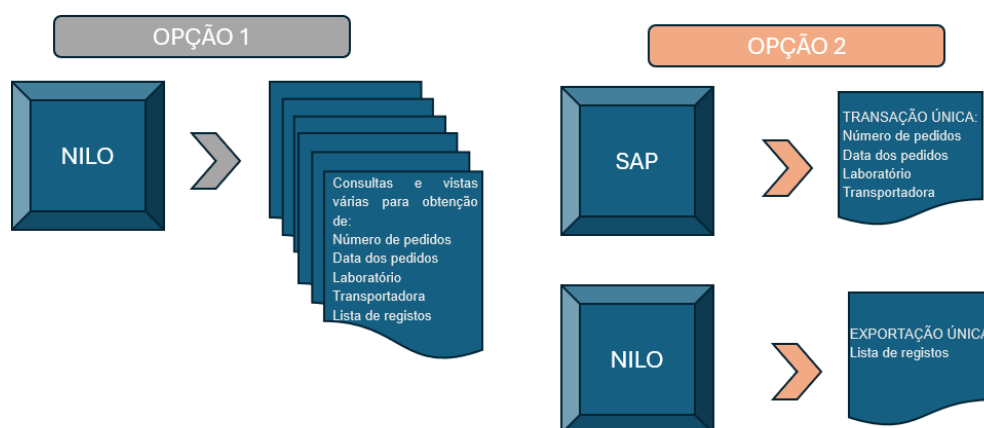 OPÇÃO 1
NILO
Consultas e vistas
várias para obtenção
de:
Número de pedidos
Data dos pedidos
Laboratório
Transportadora
Lista de registos
OPÇÃO 2
SAP
TRANSAÇÃO ÚNICA:
Número de pedidos
Data dos pedidos
Laboratório
Transportadora
NILO
EXPORTAÇÃO ÚNICA
Lista de registos